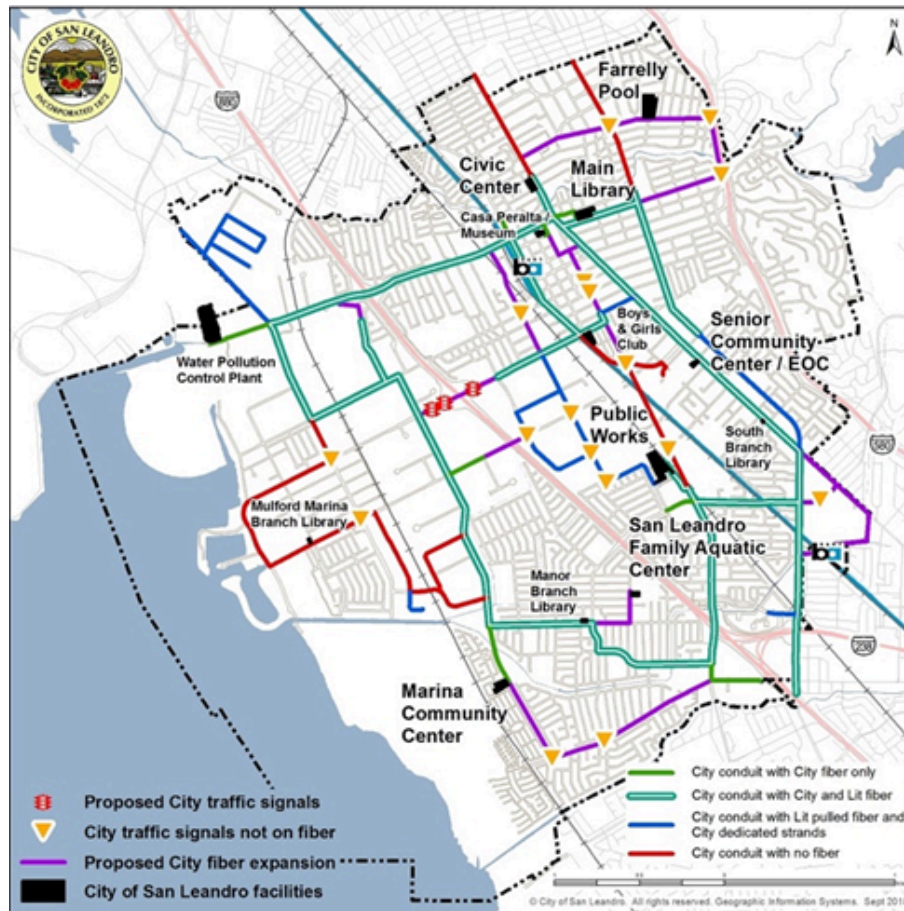 CITY OF SAN LEANDRO
INCORPORATED 1872
N
880
Farrelly
Pool
Civic
Center
Main
Library
Casa Peralta /
Museum
ba
Boys
& Girls
Club
Senior
Community
Center / EOC
Water Pollution
Control Plant
Public
Works
South
Branch
Library
580
Mulford Marina
Branch Library
San Leandro
Family Aquatic
Center
ba
Manor
Branch
Library
238
Marina
Community
Center
Proposed City traffic signals
City traffic signals not on fiber
Proposed City fiber expansion
City of San Leandro facilities
City conduit with City fiber only
City conduit with City and Lit fiber
City conduit with Lit pulled fiber and
City dedicated strands
City conduit with no fiber
© City of San Leandro. All rights reserved. Geographic Information Systems. Sept 201